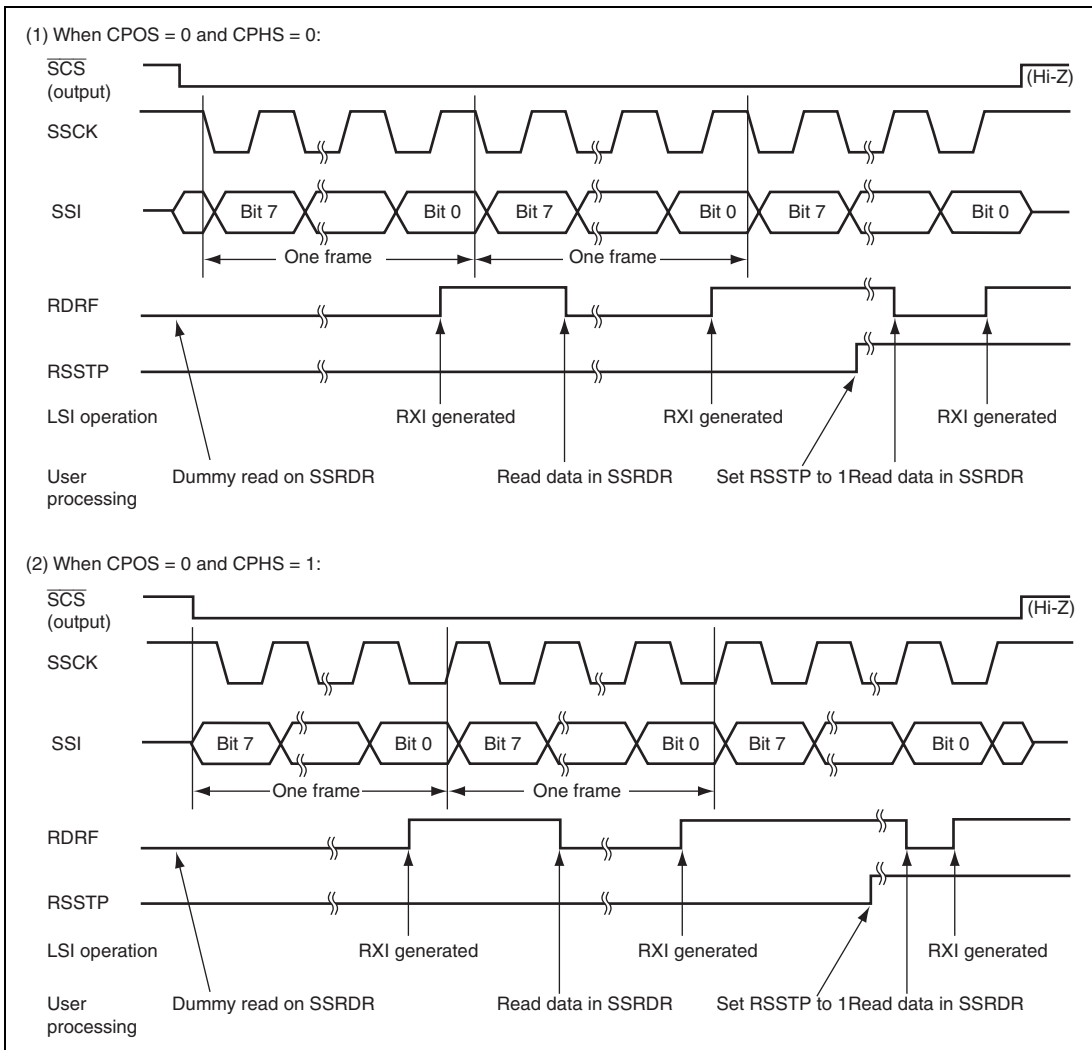 (1) When CPOS = 0 and CPHS = 0:
SCS
(output)
(Hi-Z)
SSCK
SSI
Bit 7
Bit 0
Bit 7
Bit 0
Bit 7
Bit 0
One frame
One frame
RDRF
RSSTP
LSI operation
RXI generated
RXI generated
RXI generated
User
processing
Dummy read on SSRDR
Read data in SSRDR
Set RSSTP to 1
Read data in SSRDR
(2) When CPOS = 0 and CPHS = 1:
SCS
(output)
(Hi-Z)
SSCK
SSI
Bit 7
Bit 0
Bit 7
Bit 0
Bit 7
Bit 0
One frame
One frame
RDRF
RSSTP
LSI operation
RXI generated
RXI generated
RXI generated
User
processing
Dummy read on SSRDR
Read data in SSRDR
Set RSSTP to 1
Read data in SSRDR